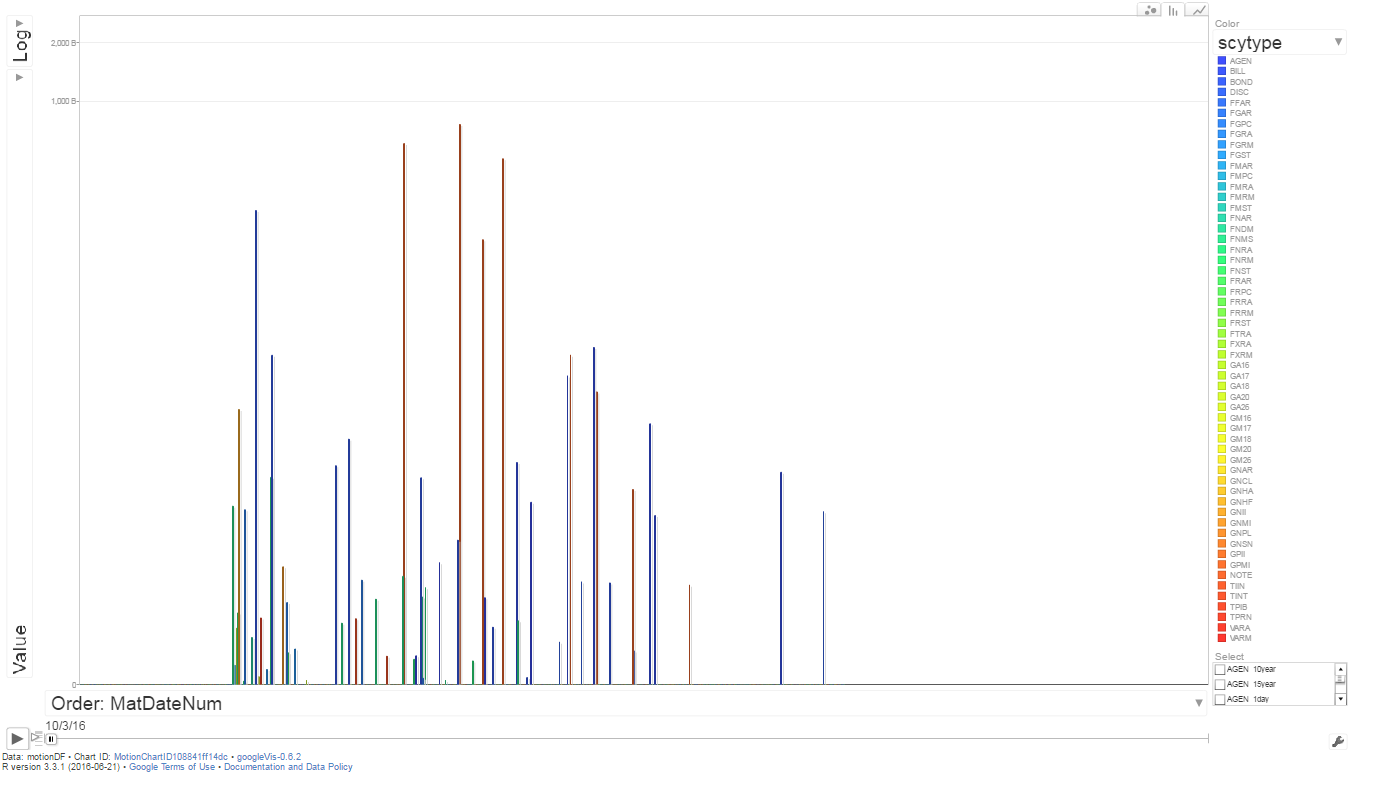 Color
scytype
Log
2,000 B
1,000 B
0
Value
AGEN
BILL
BOND
DISC
FFAR
FGAR
FGPC
FGRA
FGRM
FGST
FMAR
FMPC
FMRA
FMRM
FMST
FNAR
FNDM
FNMS
FNRA
FNRM
FNST
FRAR
FRPC
FRRA
FRRM
FRST
FTRA
FXRA
FXRM
GA16
GA17
GA18
GA20
GA26
GM16
GM17
GM18
GM20
GM26
GNAR
GNCL
GNHA
GNHF
GNII
GNMI
GNPL
GNSN
GPII
GPMI
NOTE
TIIN
TINT
TPIB
TPRN
VARA
VARM
Select
AGEN 10year
AGEN 15year
AGEN 1day
Order: MatDateNum
10/3/16
Data: motionDF • Chart ID: MotionChartID108841ff14dc • googleVis-0.6.2
R version 3.3.1 (2016-06-21) • Google Terms of Use • Documentation and Data Policy